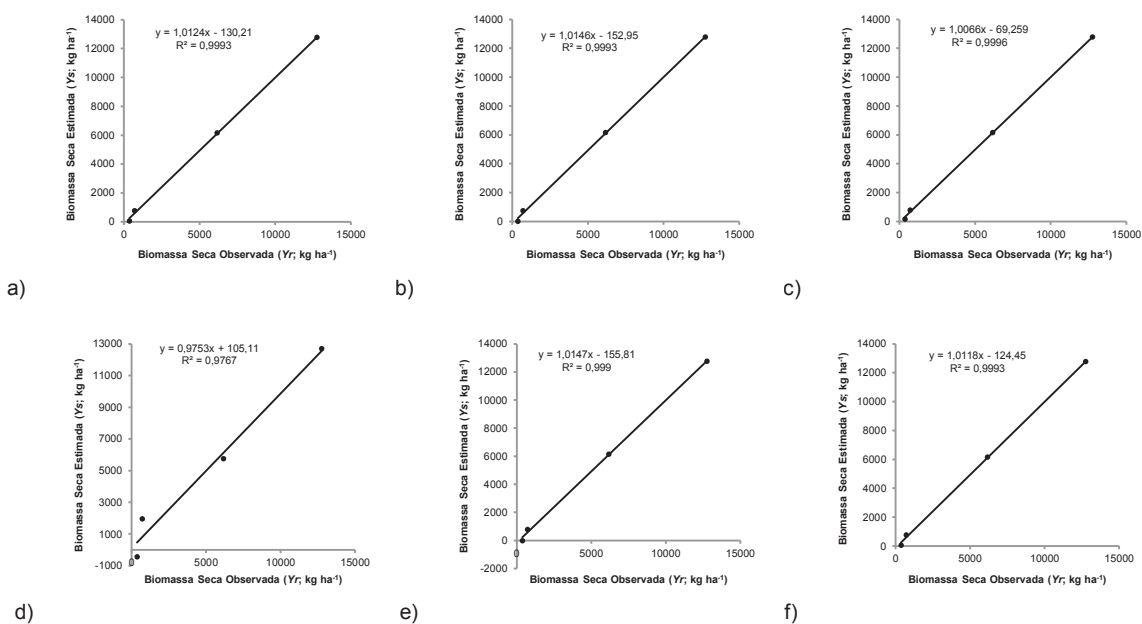 y = 1,0124x - 130,21
R² = 0,9993
Biomassa Seca Estimada (Ys; kg ha⁻¹)
14000
12000
10000
8000
6000
4000
2000
0
0 5000 10000 15000
Biomassa Seca Observada (Yr; kg ha⁻¹)
a)
y = 1,0146x - 152,95
R² = 0,9993
Biomassa Seca Estimada (Ys; kg ha⁻¹)
14000
12000
10000
8000
6000
4000
2000
0
0 5000 10000 15000
Biomassa Seca Observada (Yr; kg ha⁻¹)
b)
y = 1,0066x - 69,259
R² = 0,9996
Biomassa Seca Estimada (Ys; kg ha⁻¹)
14000
12000
10000
8000
6000
4000
2000
0
0 5000 10000 15000
Biomassa Seca Observada (Yr; kg ha⁻¹)
c)
y = 0,9753x + 105,11
R² = 0,9767
Biomassa Seca Estimada (Ys; kg ha⁻¹)
13000
11000
9000
7000
5000
3000
1000
-1000
0 5000 10000 15000
Biomassa Seca Observada (Yr; kg ha⁻¹)
d)
y = 1,0147x - 155,81
R² = 0,999
Biomassa Seca Estimada (Ys; kg ha⁻¹)
14000
12000
10000
8000
6000
4000
2000
0
-2000
0 5000 10000 15000
Biomassa Seca Observada (Yr; kg ha⁻¹)
e)
y = 1,0118x - 124,45
R² = 0,9993
Biomassa Seca Estimada (Ys; kg ha⁻¹)
14000
12000
10000
8000
6000
4000
2000
0
0 5000 10000 15000
Biomassa Seca Observada (Yr; kg ha⁻¹)
f)